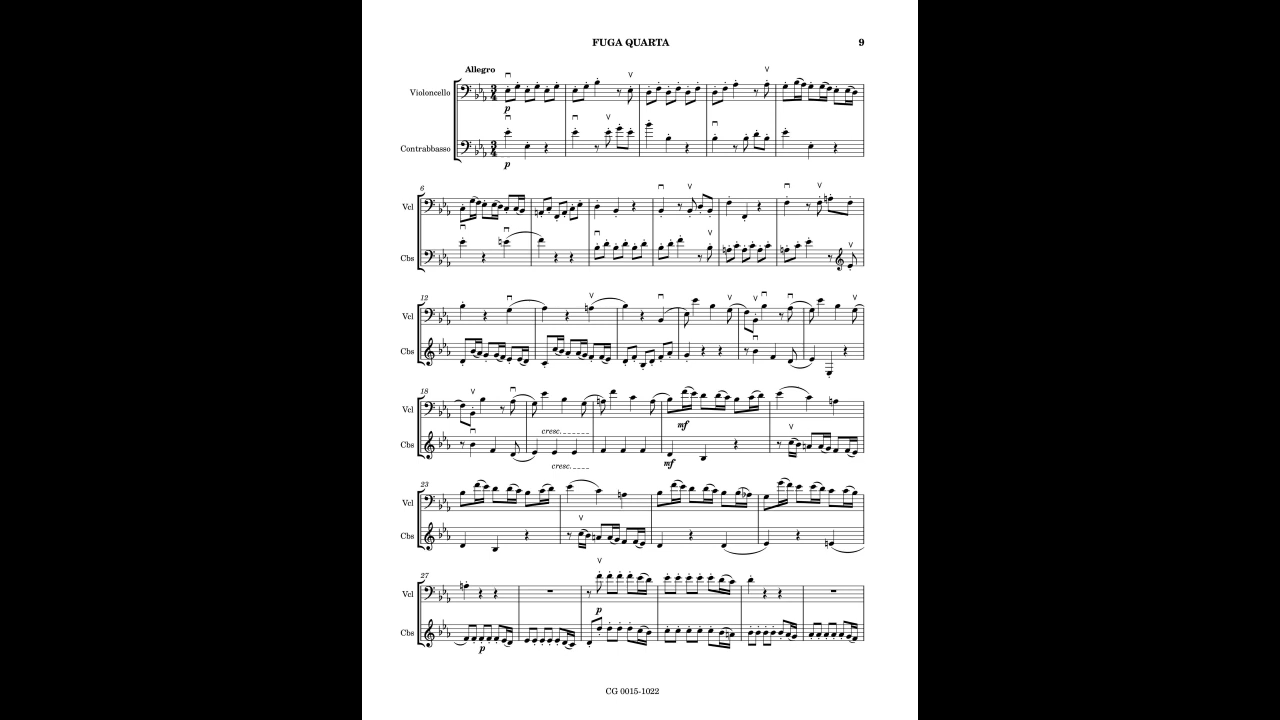 FUGA QUARTA 9
Allegro
Violoncello
p
Contrabbasso
p
6
Vcl
Cbs
12
Vcl
Cbs
18
Vcl
cresc.
mf
Cbs
cresc.
mf
23
Vcl
Cbs
27
Vcl
p
Cbs
p
CG 0015-1022